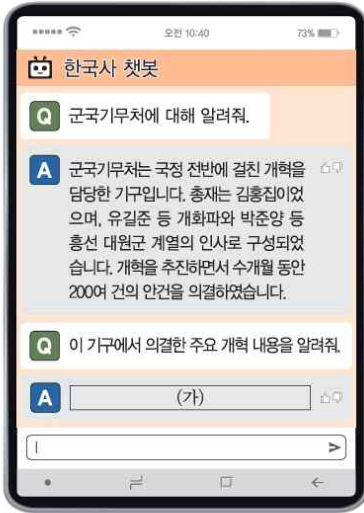 오전 10:40
73%
한국사 챗봇
Q 군국기무처에 대해 알려줘.
A 군국기무처는 국정 전반에 걸친 개혁을
담당한 기구입니다. 총재는 김홍집이었
으며, 유길준 등 개화파와 박준양 등
흥선 대원군 계열의 인사로 구성되었
습니다. 개혁을 추진하면서 수개월 동안
200여 건의 안건을 의결하였습니다.
Q 이 기구에서 의결한 주요 개혁 내용을 알려줘.
A (가)